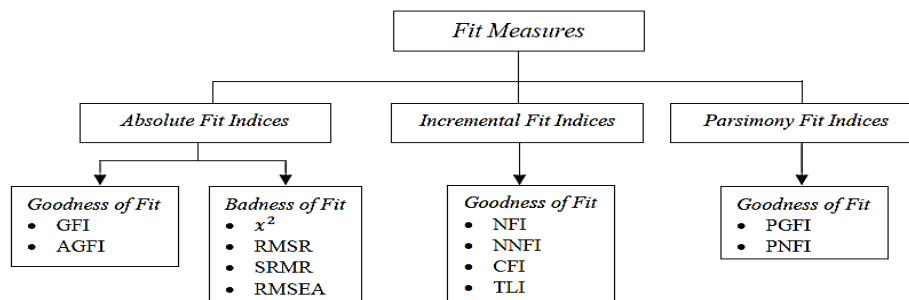 Fit Measures
Absolute Fit Indices
Incremental Fit Indices
Parsimony Fit Indices
Goodness of Fit
• GFI
• AGFI
Badness of Fit
• x²
• RMSR
• SRMR
• RMSEA
Goodness of Fit
• NFI
• NNFI
• CFI
• TLI
Goodness of Fit
• PGFI
• PNFI